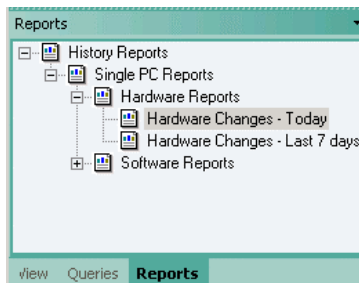 Reports
History Reports
Single PC Reports
Hardware Reports
Hardware Changes - Today
Hardware Changes - Last 7 days
Software Reports
View Queries Reports